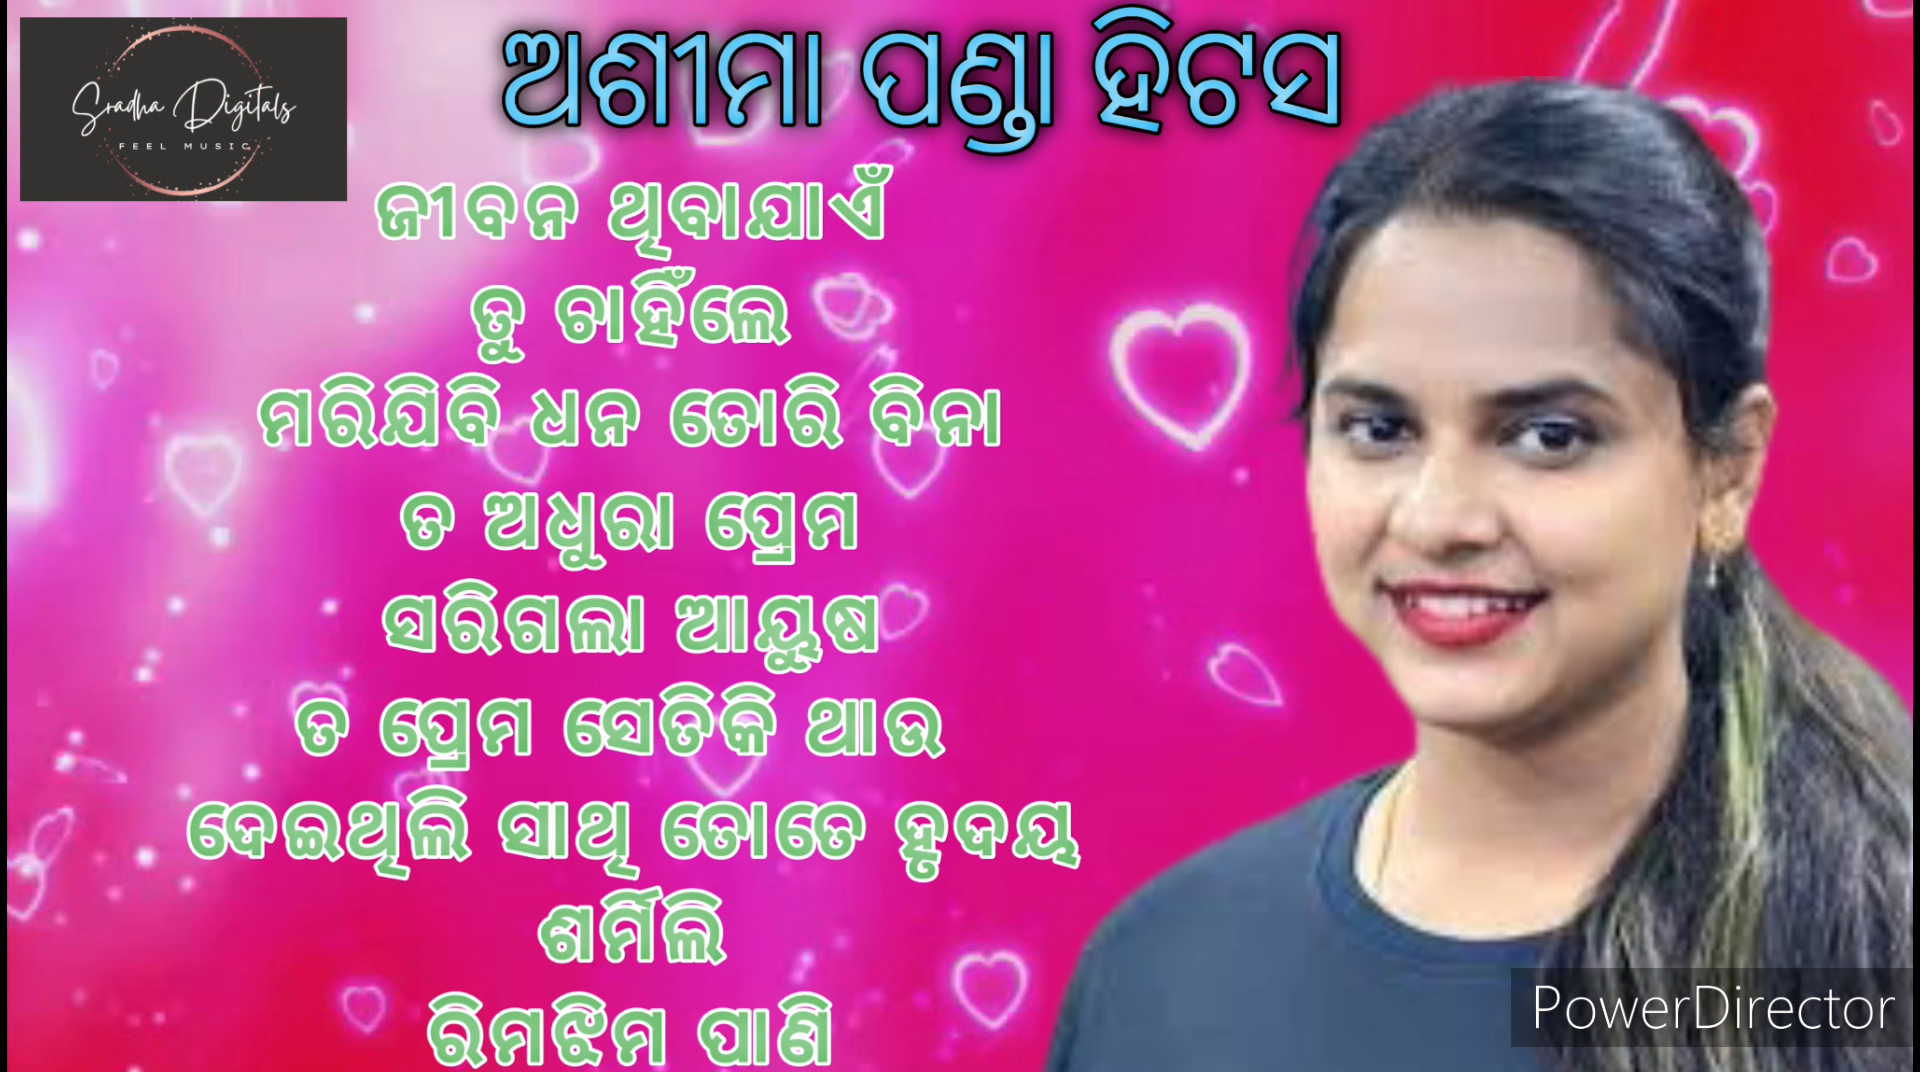 Sradha Digitals
FEEL MUSIC
ଅଶୀମା ପଣ୍ଡା ହିଟସ
ଜୀବନ ଥିବାଯାଏଁ
ତୁ ଚାହିଁଲେ
ମରିଯିବି ଧନ ତୋରି ବିନା
ତ ଅଧୁରା ପ୍ରେମ
ସରିଗଲା ଆୟୁଷ
ତ ପ୍ରେମ ସେତିକି ଥାଉ
ଦେଇଥିଲି ସାଥି ତୋତେ ହୃଦୟ
ଶର୍ମିଲି
ରିମଝିମ ପାଣି
PowerDirector